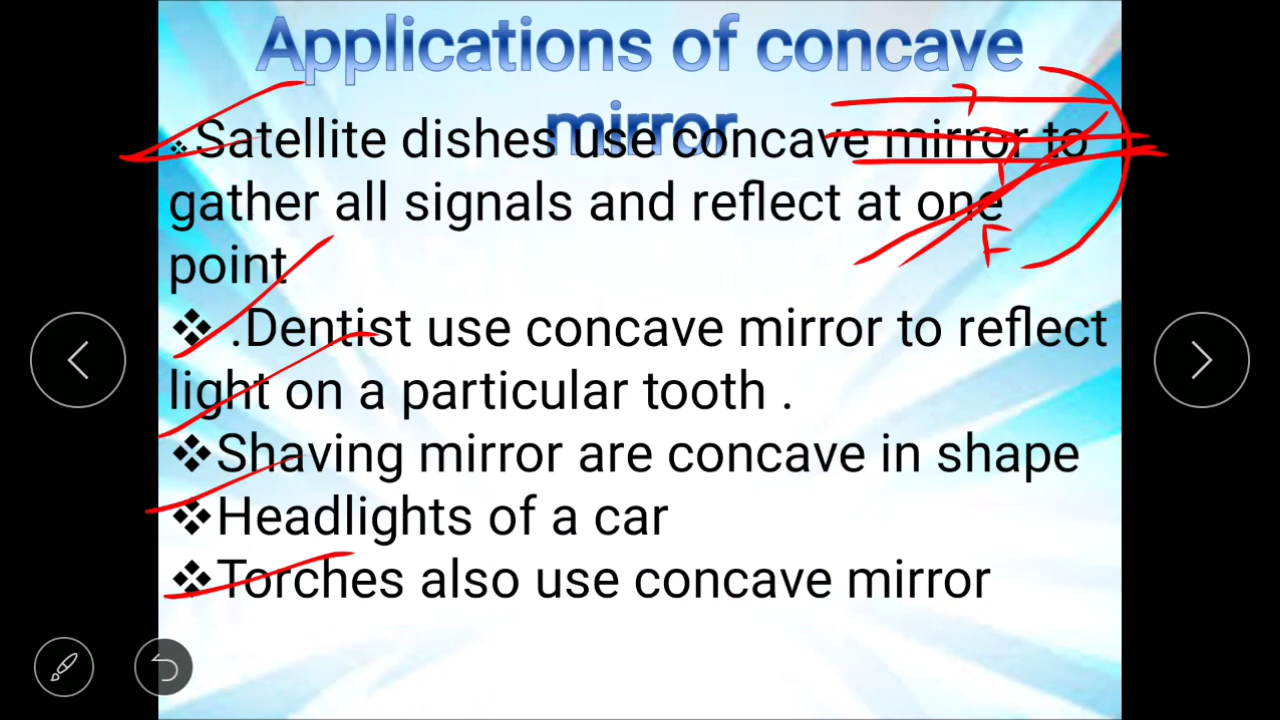 Applications of concave
mirror
❖Satellite dishes use concave mirror to
gather all signals and reflect at one
point
❖ .Dentist use concave mirror to reflect
light on a particular tooth .
❖Shaving mirror are concave in shape
❖Headlights of a car
❖Torches also use concave mirror
F